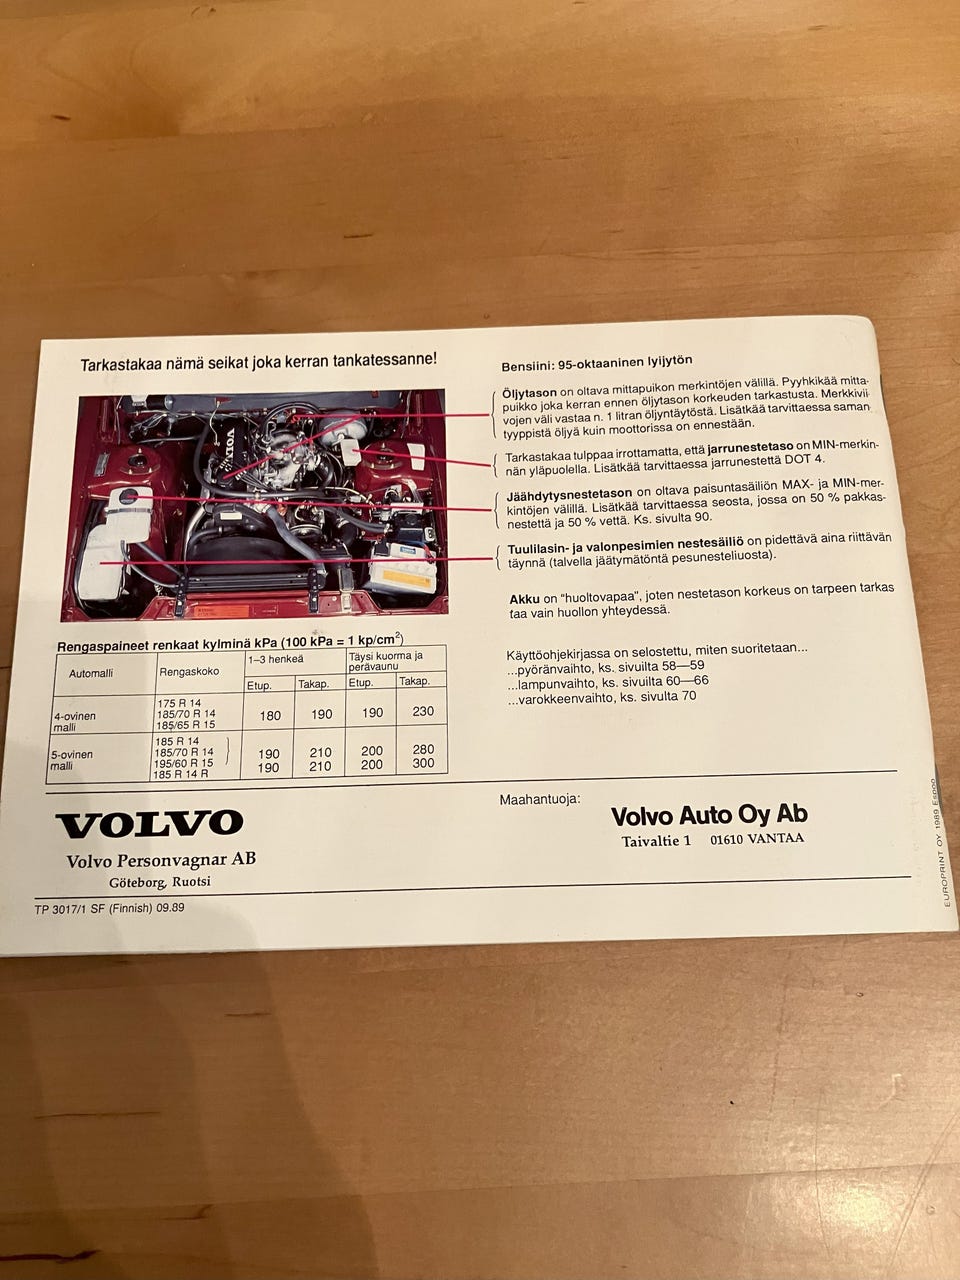 Tarkastakaa nämä seikat joka kerran tankatessanne!
VOLVO
Bensiini: 95-oktaaninen lyijytön
Öljytason on oltava mittapuikon merkintöjen välillä. Pyyhkikää mitta-
puikko joka kerran ennen öljytason korkeuden tarkastusta. Merkkivii-
vojen väli vastaa n. 1 litran öljyntäytöstä. Lisätkää tarvittaessa saman
tyyppistä öljyä kuin moottorissa on ennestään.
Tarkastakaa tulppaa irrottamatta, että jarrunestetaso on MIN-merkin-
nän yläpuolella. Lisätkää tarvittaessa jarrunestettä DOT 4.
Jäähdytysnestetason on oltava paisuntasäiliön MAX- ja MIN-mer-
kintöjen välillä. Lisätkää tarvittaessa seosta, jossa on 50 % pakkas-
nestettä ja 50 % vettä. Ks. sivulta 90.
Tuulilasin- ja valonpesimien nestesäiliö on pidettävä aina riittävän
täynnä (talvella jäätymätöntä pesunesteliuosta).
Akku on “huoltovapaa”, joten nestetason korkeus on tarpeen tarkas
taa vain huollon yhteydessä.
Käyttöohjekirjassa on selostettu, miten suoritetaan...
...pyöränvaihto, ks. sivuilta 58—59
...lampunvaihto, ks. sivuilta 60—66
...varokkeenvaihto, ks. sivulta 70
Rengaspaineet renkaat kylminä kPa (100 kPa = 1 kp/cm²)
Automalli Rengaskoko 1–3 henkeä Täysi kuorma ja perävaunu
Etup. Takap. Etup. Takap.
4-ovinen malli 175 R 14 185/70 R 14 185/65 R 15 180 190 190 230
5-ovinen malli 185 R 14 185/70 R 14 195/60 R 15 190 210 200 280
185 R 14 R 190 210 200 300
VOLVO
Volvo Personvagnar AB
Göteborg, Ruotsi
Maahantuoja:
Volvo Auto Oy Ab
Taivaltie 1 01610 VANTAA
TP 3017/1 SF (Finnish) 09.89
EUROPRINT OY 1989 Espoo